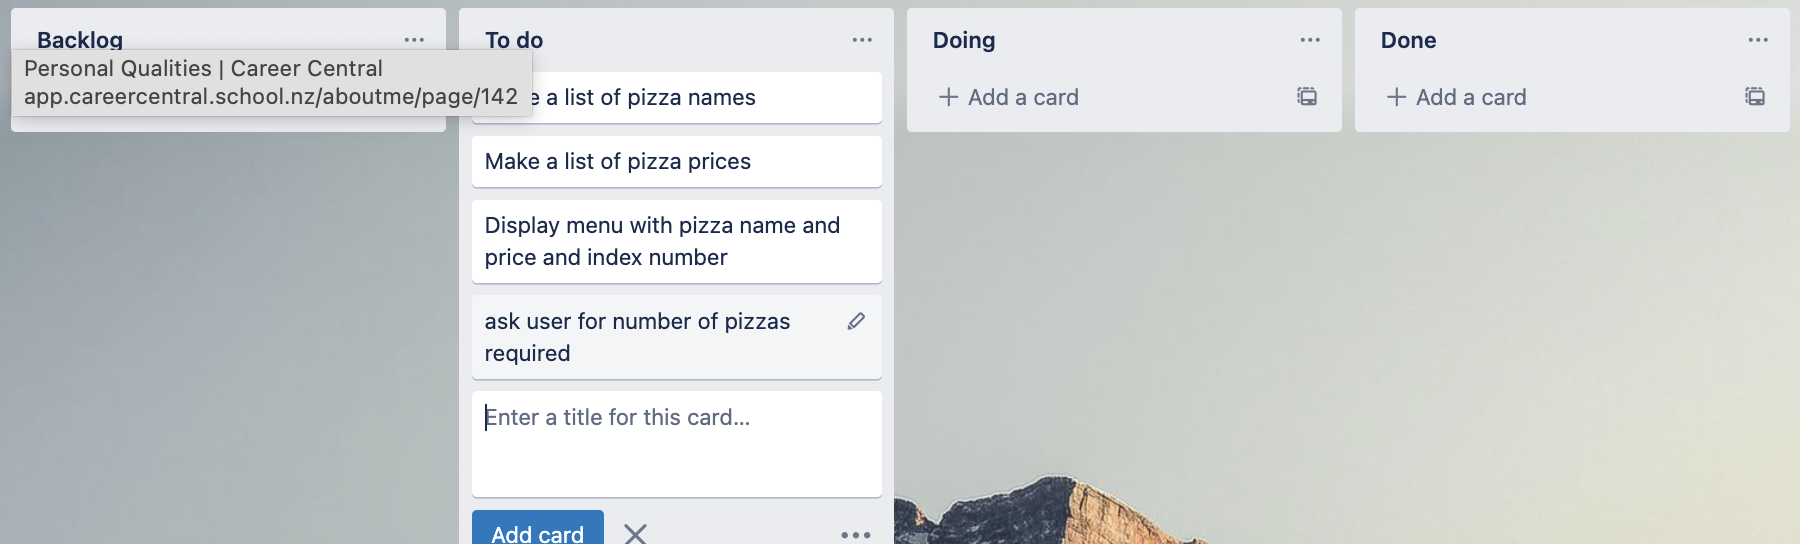 Backlog
Personal Qualities | Career Central
app.careercentral.school.nz/aboutme/page/142
To do
a list of pizza names
Make a list of pizza prices
Display menu with pizza name and
price and index number
ask user for number of pizzas
required
Enter a title for this card...
Add card
Doing
+ Add a card
Done
+ Add a card